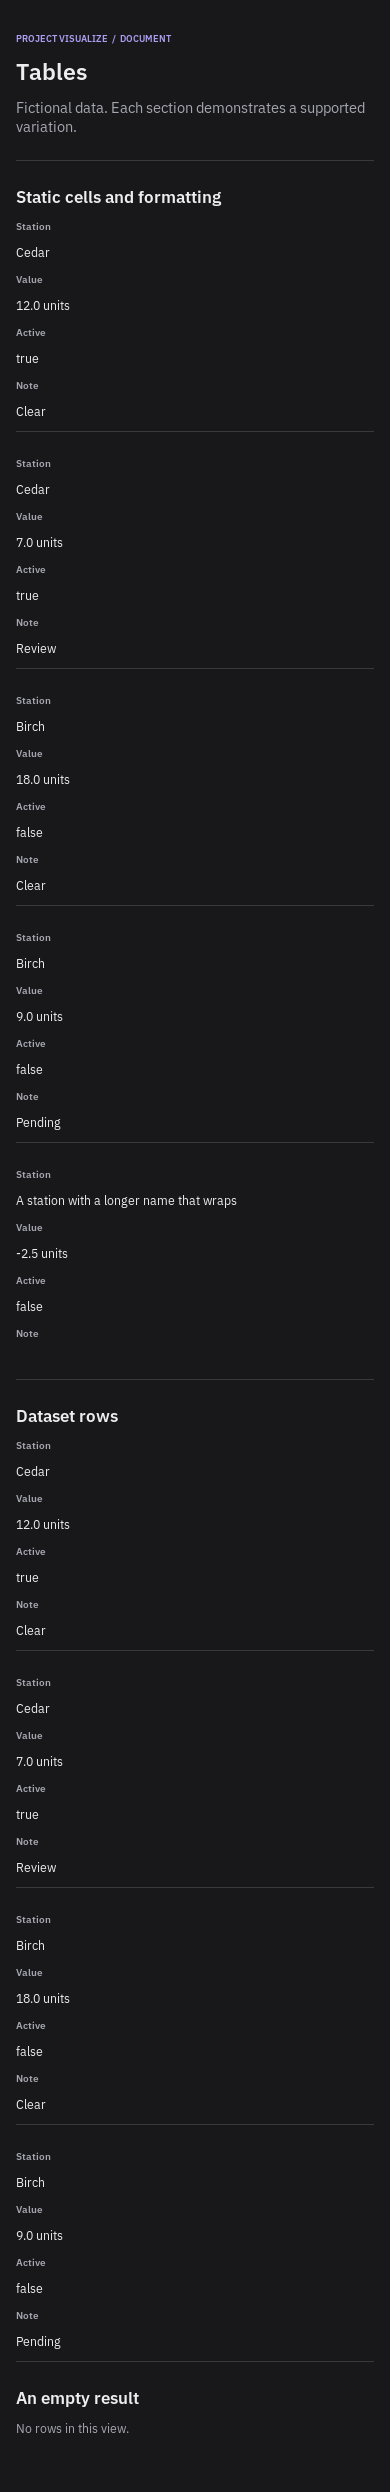 PROJECT VISUALIZE / DOCUMENT
Tables
Fictional data. Each section demonstrates a supported
variation.
Static cells and formatting
Station
Cedar
Value
12.0 units
Active
true
Note
Clear
Station
Cedar
Value
7.0 units
Active
true
Note
Review
Station
Birch
Value
18.0 units
Active
false
Note
Clear
Station
Birch
Value
9.0 units
Active
false
Note
Pending
Station
A station with a longer name that wraps
Value
-2.5 units
Active
false
Note
Dataset rows
Station
Cedar
Value
12.0 units
Active
true
Note
Clear
Station
Cedar
Value
7.0 units
Active
true
Note
Review
Station
Birch
Value
18.0 units
Active
false
Note
Clear
Station
Birch
Value
9.0 units
Active
false
Note
Pending
An empty result
No rows in this view.